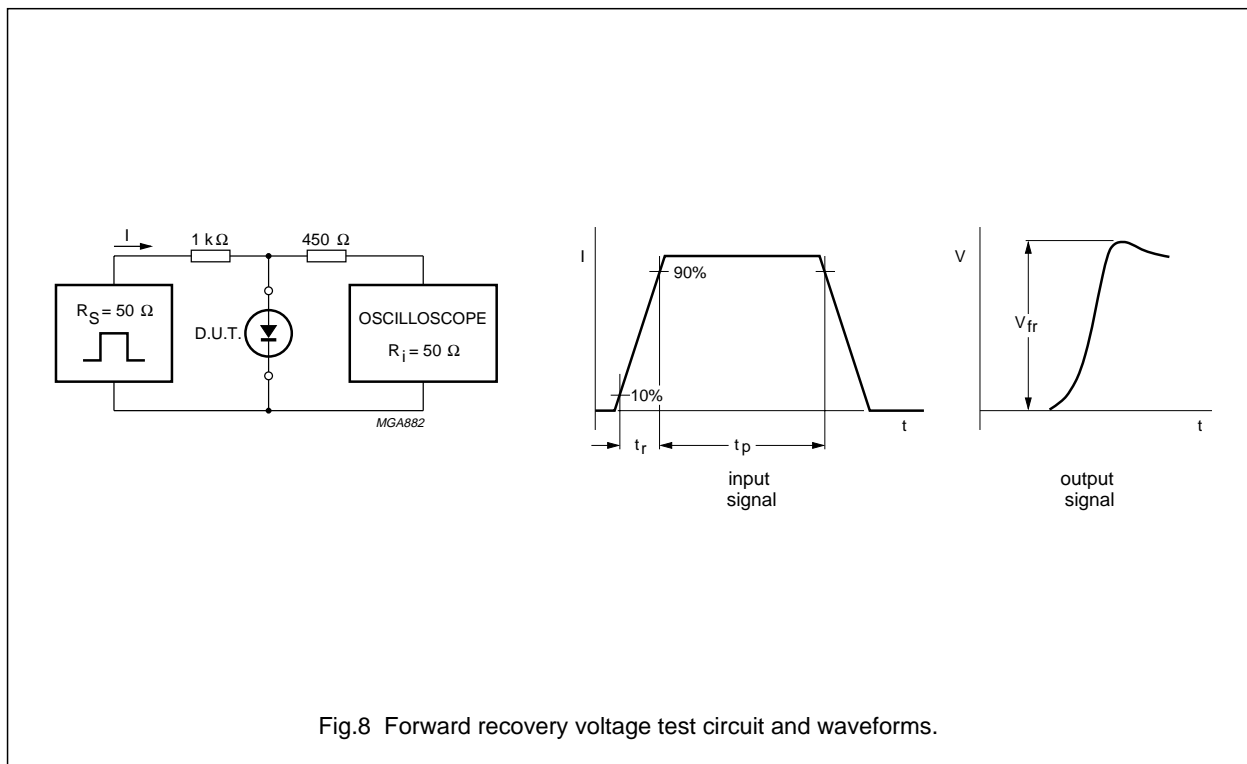 I
1 kΩ
450 Ω
R_S = 50 Ω
D.U.T.
OSCILLOSCOPE
R_i = 50 Ω
MGA882
I
90%
10%
t
t_r
t_p
input
signal
V
V_fr
t
output
signal
Fig.8 Forward recovery voltage test circuit and waveforms.